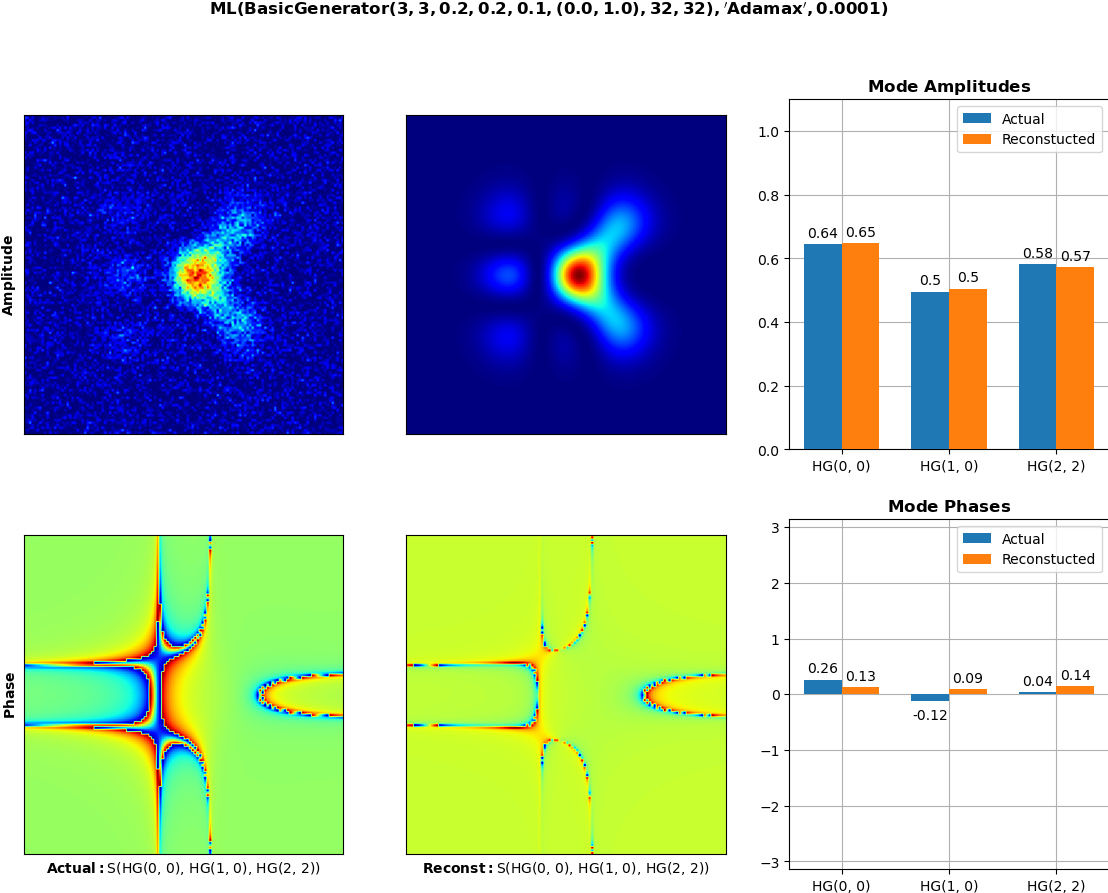 ML(BasicGenerator(3, 3, 0.2, 0.2, 0.1, (0.0, 1.0), 32, 32), 'Adamax', 0.0001)
Amplitude
Mode Amplitudes
Actual
Reconstucted
1.0
0.8
0.6
0.4
0.2
0.0
0.64 0.65
0.5 0.5
0.58 0.57
HG(0, 0) HG(1, 0) HG(2, 2)
Phase
Actual: S(HG(0, 0), HG(1, 0), HG(2, 2))
Reconst: S(HG(0, 0), HG(1, 0), HG(2, 2))
Mode Phases
Actual
Reconstucted
3
2
1
0
−1
−2
−3
0.26 0.13
-0.12 0.09
0.04 0.14
HG(0, 0) HG(1, 0) HG(2, 2)